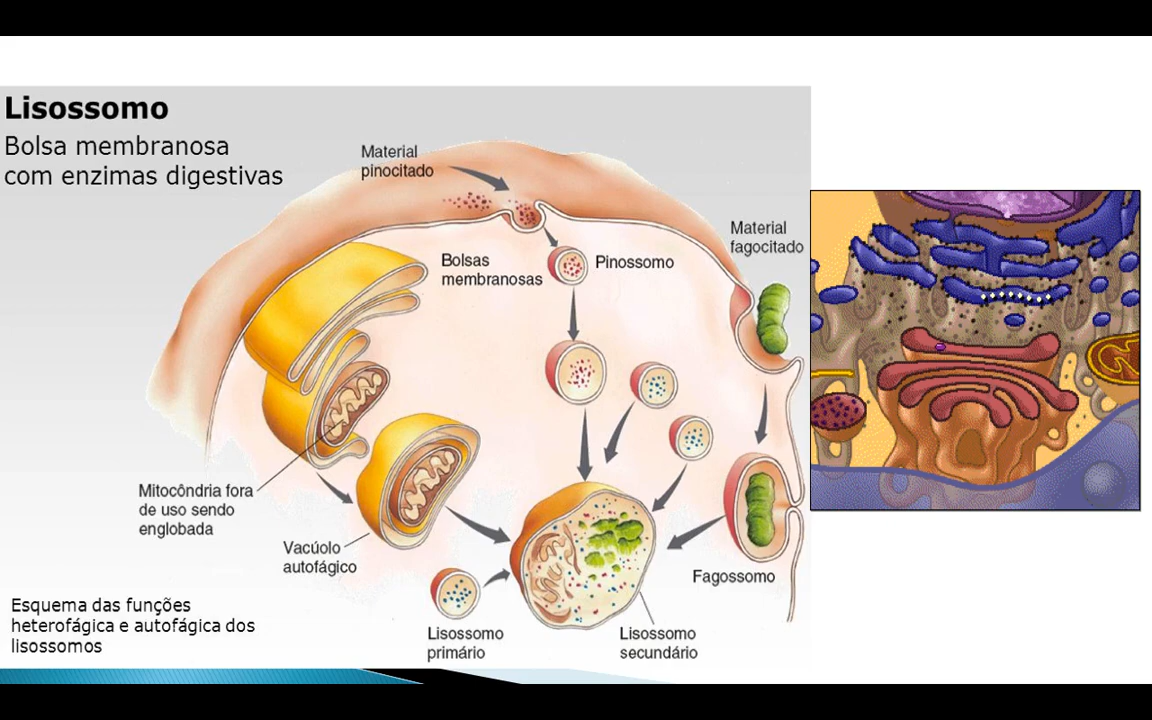 Lisossomo
Bolsa membranosa
com enzimas digestivas
Material
pinocitado
Material
fagocitado
Bolsas
membranosas
Pinossomo
Mitocôndria fora
de uso sendo
englobada
Vacúolo
autofágico
Fagossomo
Lisossomo
primário
Lisossomo
secundário
Esquema das funções
heterofágica e autofágica dos
lisossomos